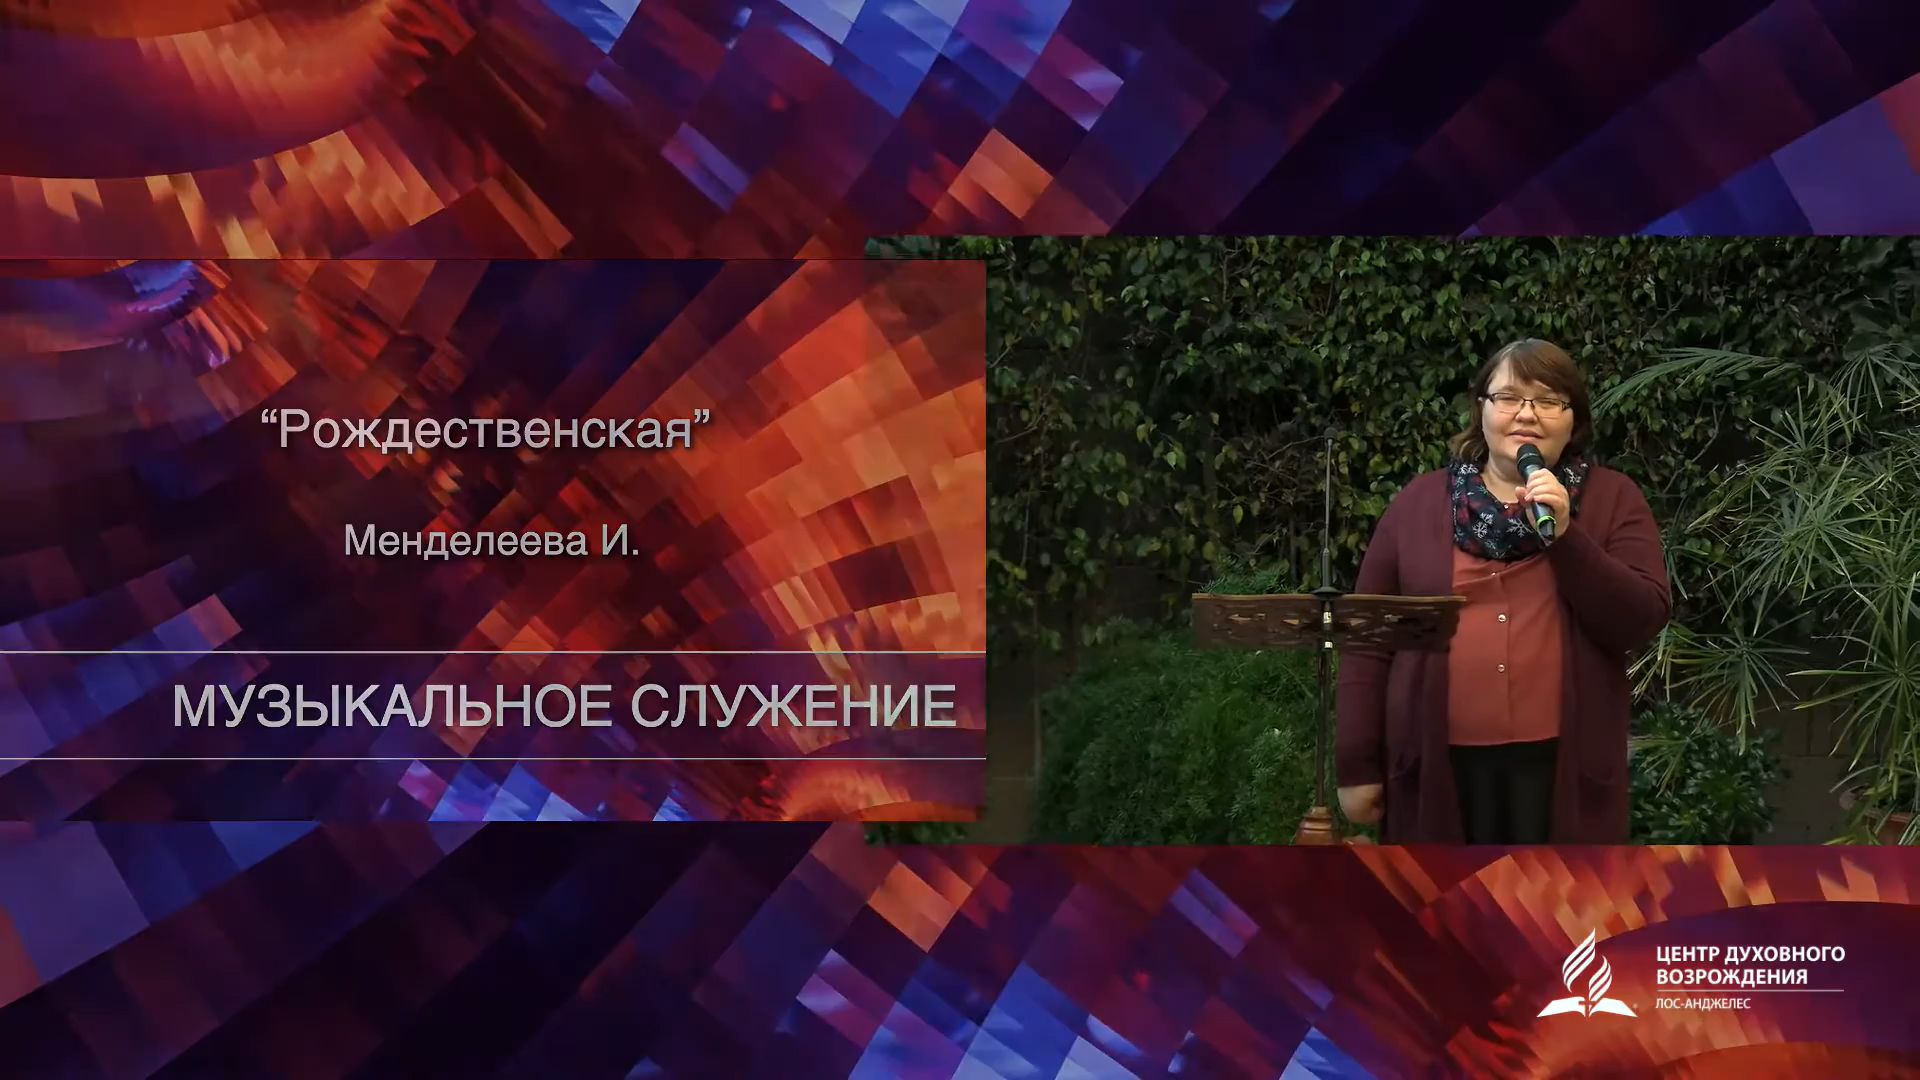 “Рождественская”
Менделеева И.
МУЗЫКАЛЬНОЕ СЛУЖЕНИЕ
ЦЕНТР ДУХОВНОГО
ВОЗРОЖДЕНИЯ
ЛОС-АНДЖЕЛЕС